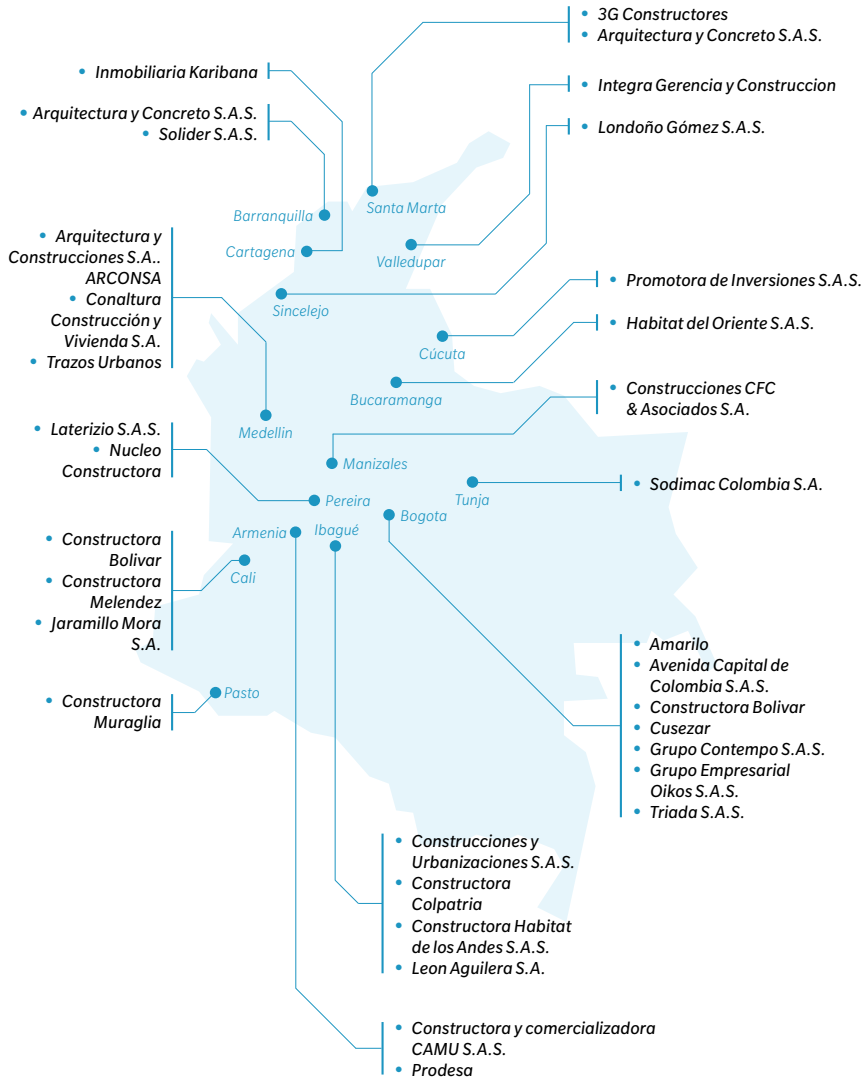 • 3G Constructores
• Arquitectura y Concreto S.A.S.
• Inmobiliaria Karibana
• Integra Gerencia y Construccion
• Arquitectura y Concreto S.A.S.
• Solider S.A.S.
• Londoño Gómez S.A.S.
Santa Marta
Barranquilla
Cartagena
Valledupar
• Arquitectura y
Construcciones S.A..
ARCONSA
• Conaltura
Construcción y
Vivienda S.A.
• Trazos Urbanos
• Promotora de Inversiones S.A.S.
Sincelejo
• Habitat del Oriente S.A.S.
Cúcuta
Bucaramanga
• Construcciones CFC
& Asociados S.A.
Medellin
• Laterizio S.A.S.
• Nucleo
Constructora
Manizales
Tunja
• Sodimac Colombia S.A.
Pereira
Bogota
Armenia
Ibagué
• Constructora
Bolivar
• Constructora
Melendez
• Jaramillo Mora
S.A.
Cali
• Amarilo
• Avenida Capital de
Colombia S.A.S.
• Constructora Bolivar
• Cusezar
• Grupo Contempo S.A.S.
• Grupo Empresarial
Oikos S.A.S.
• Triada S.A.S.
Pasto
• Constructora
Muraglia
• Construcciones y
Urbanizaciones S.A.S.
• Constructora
Colpatria
• Constructora Habitat
de los Andes S.A.S.
• Leon Aguilera S.A.
• Constructora y comercializadora
CAMU S.A.S.
• Prodesa